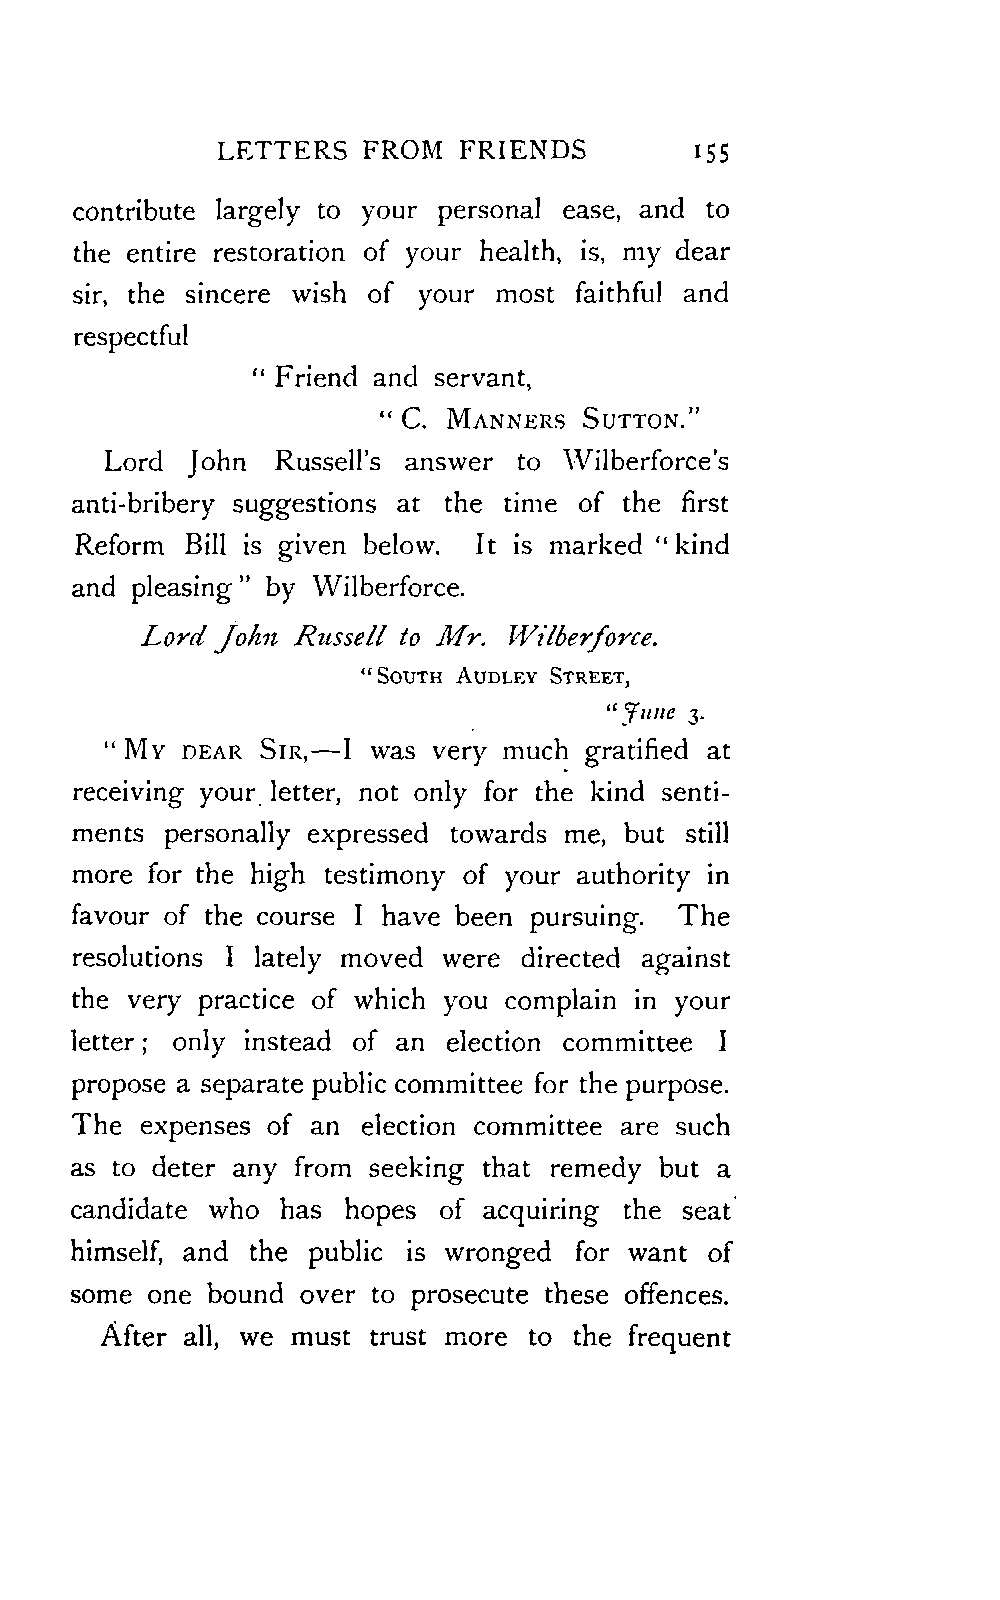 LETTERS FROM FRIENDS 155
contribute largely to your personal ease, and to
the entire restoration of your health, is, my dear
sir, the sincere wish of your most faithful and
respectful
“ Friend and servant,
“ C. MANNERS SUTTON.”
Lord John Russell’s answer to Wilberforce’s
anti-bribery suggestions at the time of the first
Reform Bill is given below. It is marked “ kind
and pleasing ” by Wilberforce.
Lord John Russell to Mr. Wilberforce.
“ SOUTH AUDLEY STREET,
“ June 3.
“ MY DEAR SIR,—I was very much gratified at
receiving your letter, not only for the kind senti-
ments personally expressed towards me, but still
more for the high testimony of your authority in
favour of the course I have been pursuing. The
resolutions I lately moved were directed against
the very practice of which you complain in your
letter ; only instead of an election committee I
propose a separate public committee for the purpose.
The expenses of an election committee are such
as to deter any from seeking that remedy but a
candidate who has hopes of acquiring the seat
himself, and the public is wronged for want of
some one bound over to prosecute these offences.
After all, we must trust more to the frequent